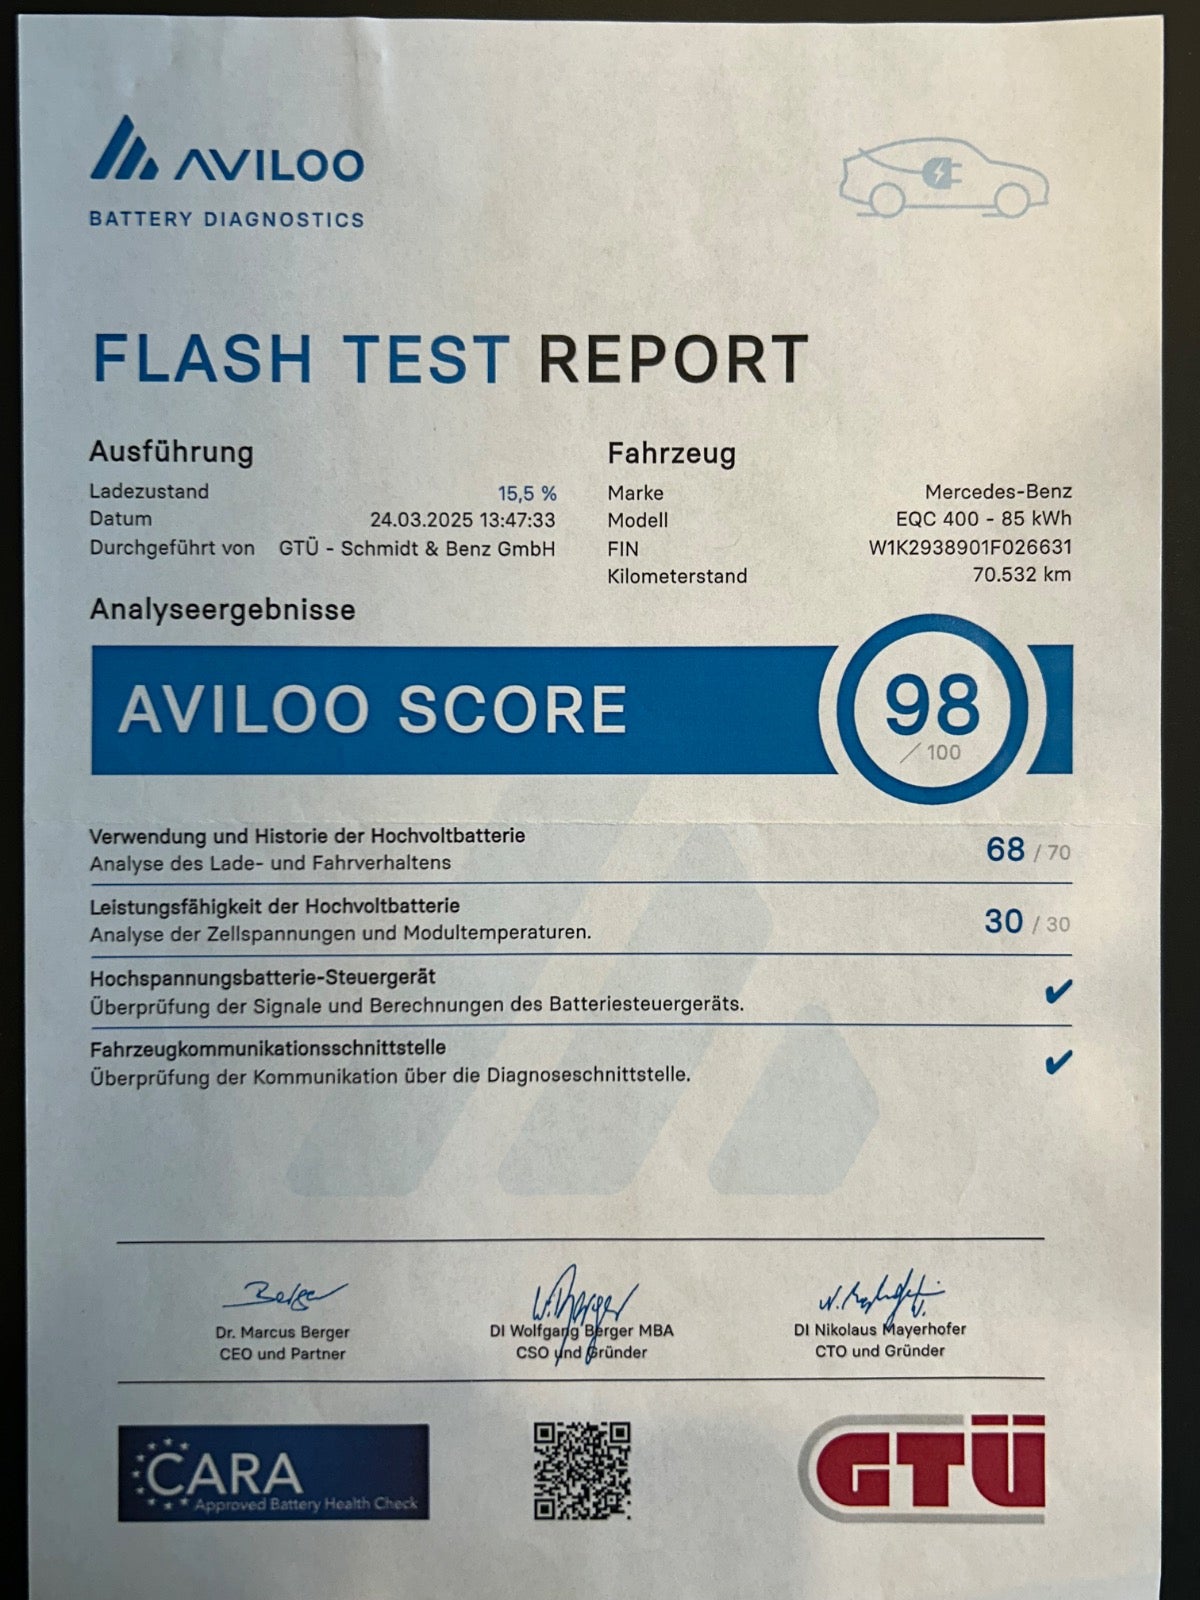 AVILOO
BATTERY DIAGNOSTICS
FLASH TEST REPORT
Ausführung
Ladezustand 15,5 %
Datum 24.03.2025 13:47:33
Durchgeführt von GTÜ - Schmidt & Benz GmbH
Fahrzeug
Marke Mercedes-Benz
Modell EQC 400 - 85 kWh
FIN W1K2938901F026631
Kilometerstand 70.532 km
Analyseergebnisse
AVILOO SCORE 98 / 100
Verwendung und Historie der Hochvoltbatterie
Analyse des Lade- und Fahrverhaltens 68 / 70
Leistungsfähigkeit der Hochvoltbatterie
Analyse der Zellspannungen und Modultemperaturen. 30 / 30
Hochspannungsbatterie-Steuergerät
Überprüfung der Signale und Berechnungen des Batteriesteuergeräts. ✔
Fahrzeugkommunikationsschnittstelle
Überprüfung der Kommunikation über die Diagnoseschnittstelle. ✔
Berger
Dr. Marcus Berger
CEO und Partner
W. Berger
DI Wolfgang Berger MBA
CSO und Gründer
DI Nikolaus Mayerhofer
CTO und Gründer
CARA
Approved Battery Health Check
GTÜ